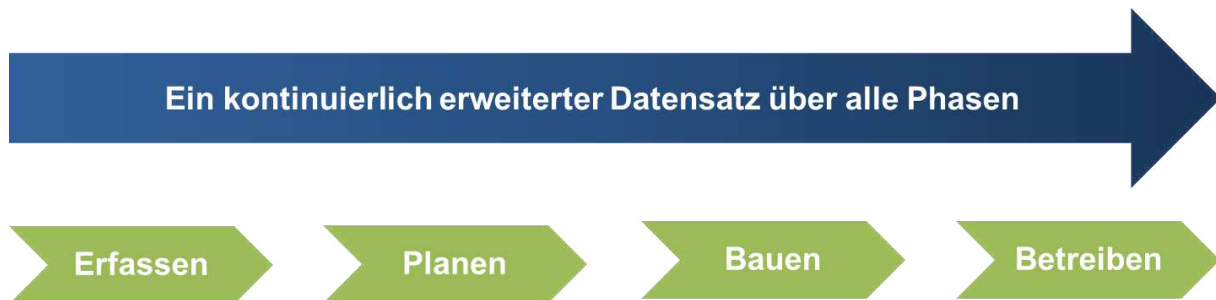 Ein kontinuierlich erweiterter Datensatz über alle Phasen
Erfassen
Planen
Bauen
Betreiben